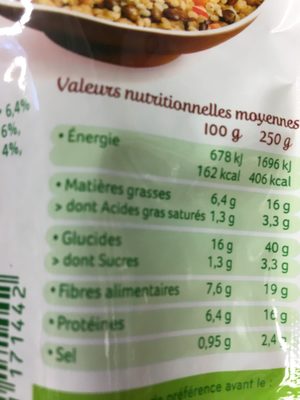 6,4%
6%,
4%,
Valeurs nutritionnelles moyennes
100 g 250 g
• Énergie
678 kJ 1696 kJ
162 kcal 406 kcal
• Matières grasses 6,4 g 16 g
> dont Acides gras saturés 1,3 g 3,3 g
• Glucides 16 g 40 g
> dont Sucres 1,3 g 3,3 g
• Fibres alimentaires 7,6 g 19 g
• Protéines 6,4 g 16 g
• Sel 0,95 g 2,4
171442
préférence avant le :